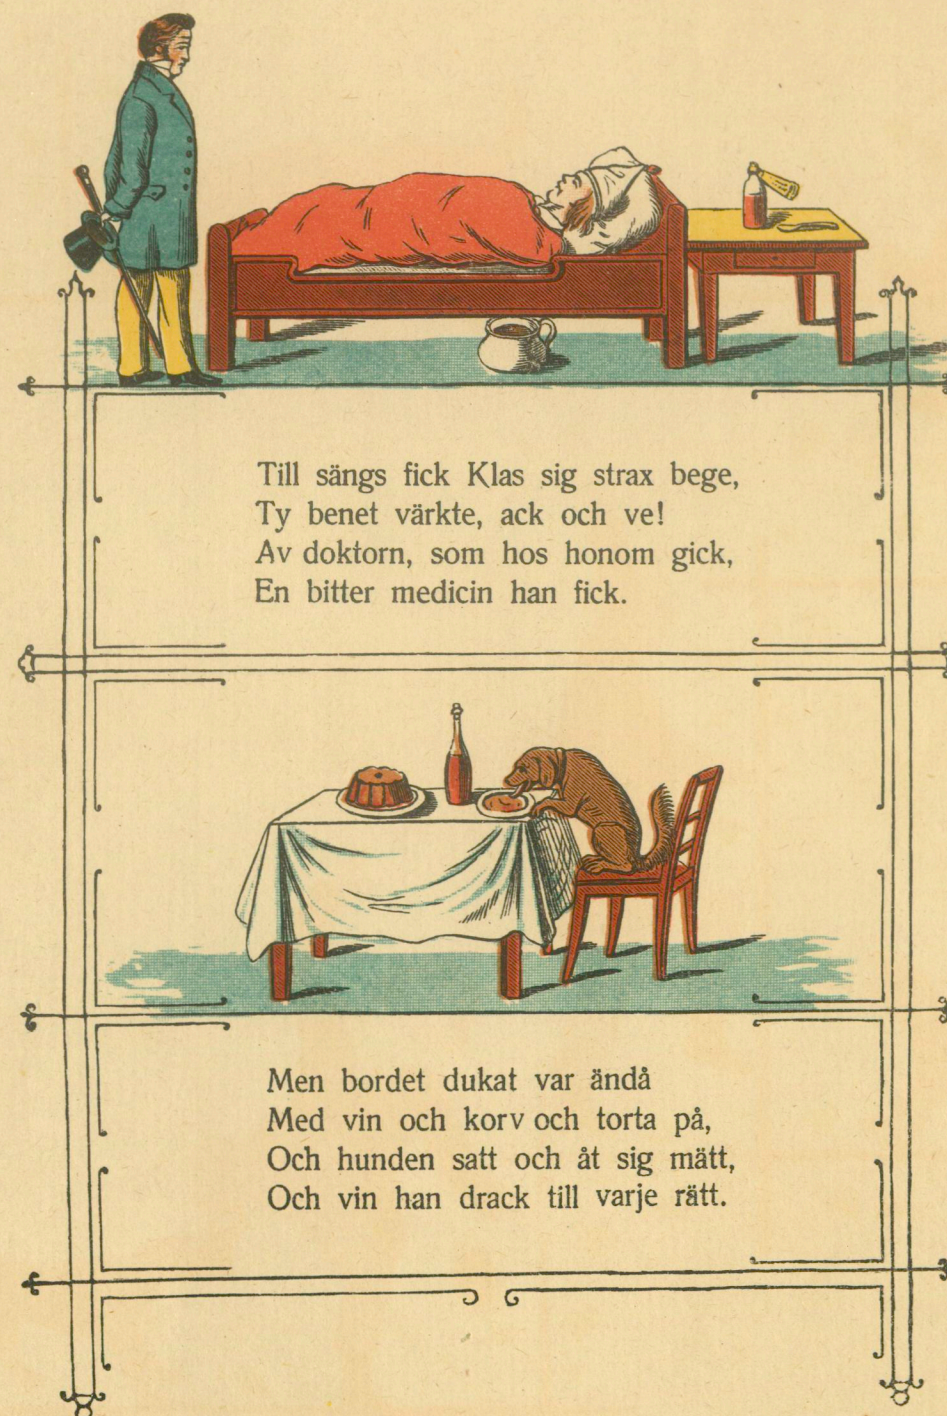 Till sängs fick Klas sig strax bege,
Ty benet värkte, ack och ve!
Av doktorn, som hos honom gick,
En bitter medicin han fick.
Men bordet dukat var ändå
Med vin och korv och torta på,
Och hunden satt och åt sig mätt,
Och vin han drack till varje rätt.